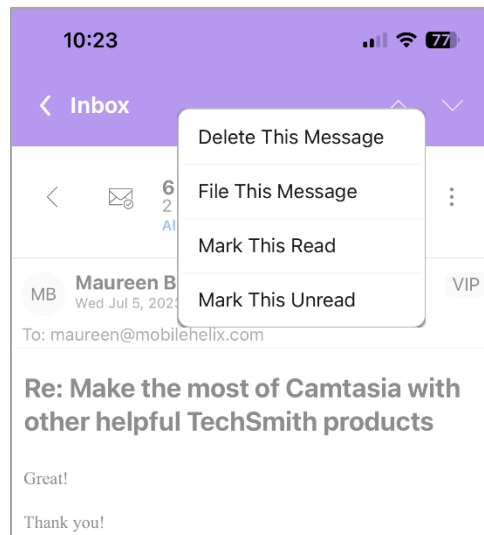 10:23
77
Inbox
Delete This Message
6
File This Message
2
Al
Mark This Read
MB
Maureen B
VIP
Wed Jul 5, 2023
Mark This Unread
To: maureen@mobilehelix.com
Re: Make the most of Camtasia with
other helpful TechSmith products
Great!
Thank you!